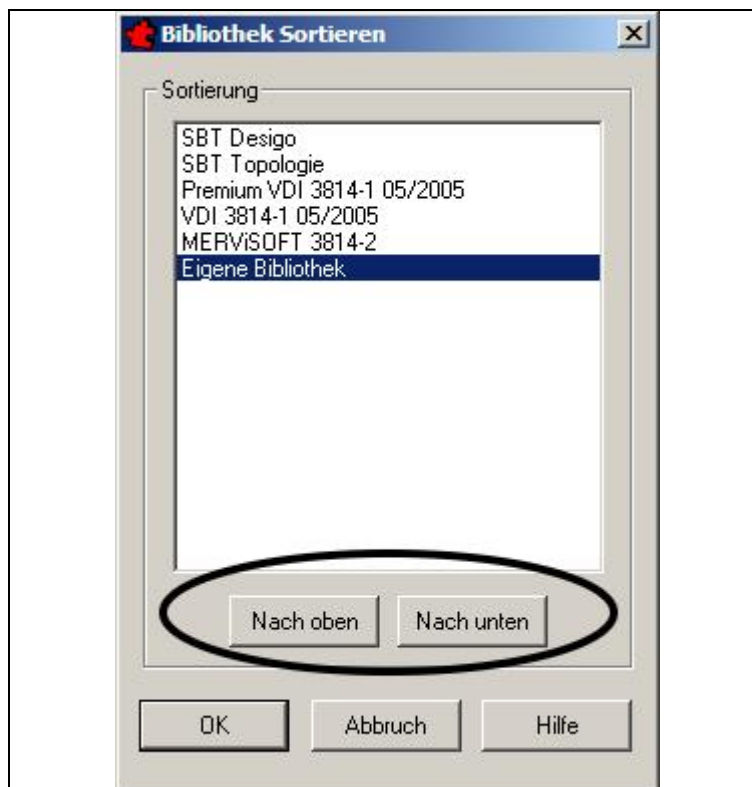 Bibliothek Sortieren
Sortierung
SBT Desigo
SBT Topologie
Premium VDI 3814-1 05/2005
VDI 3814-1 05/2005
MERViSOFT 3814-2
Eigene Bibliothek
Nach oben Nach unten
OK Abbruch Hilfe